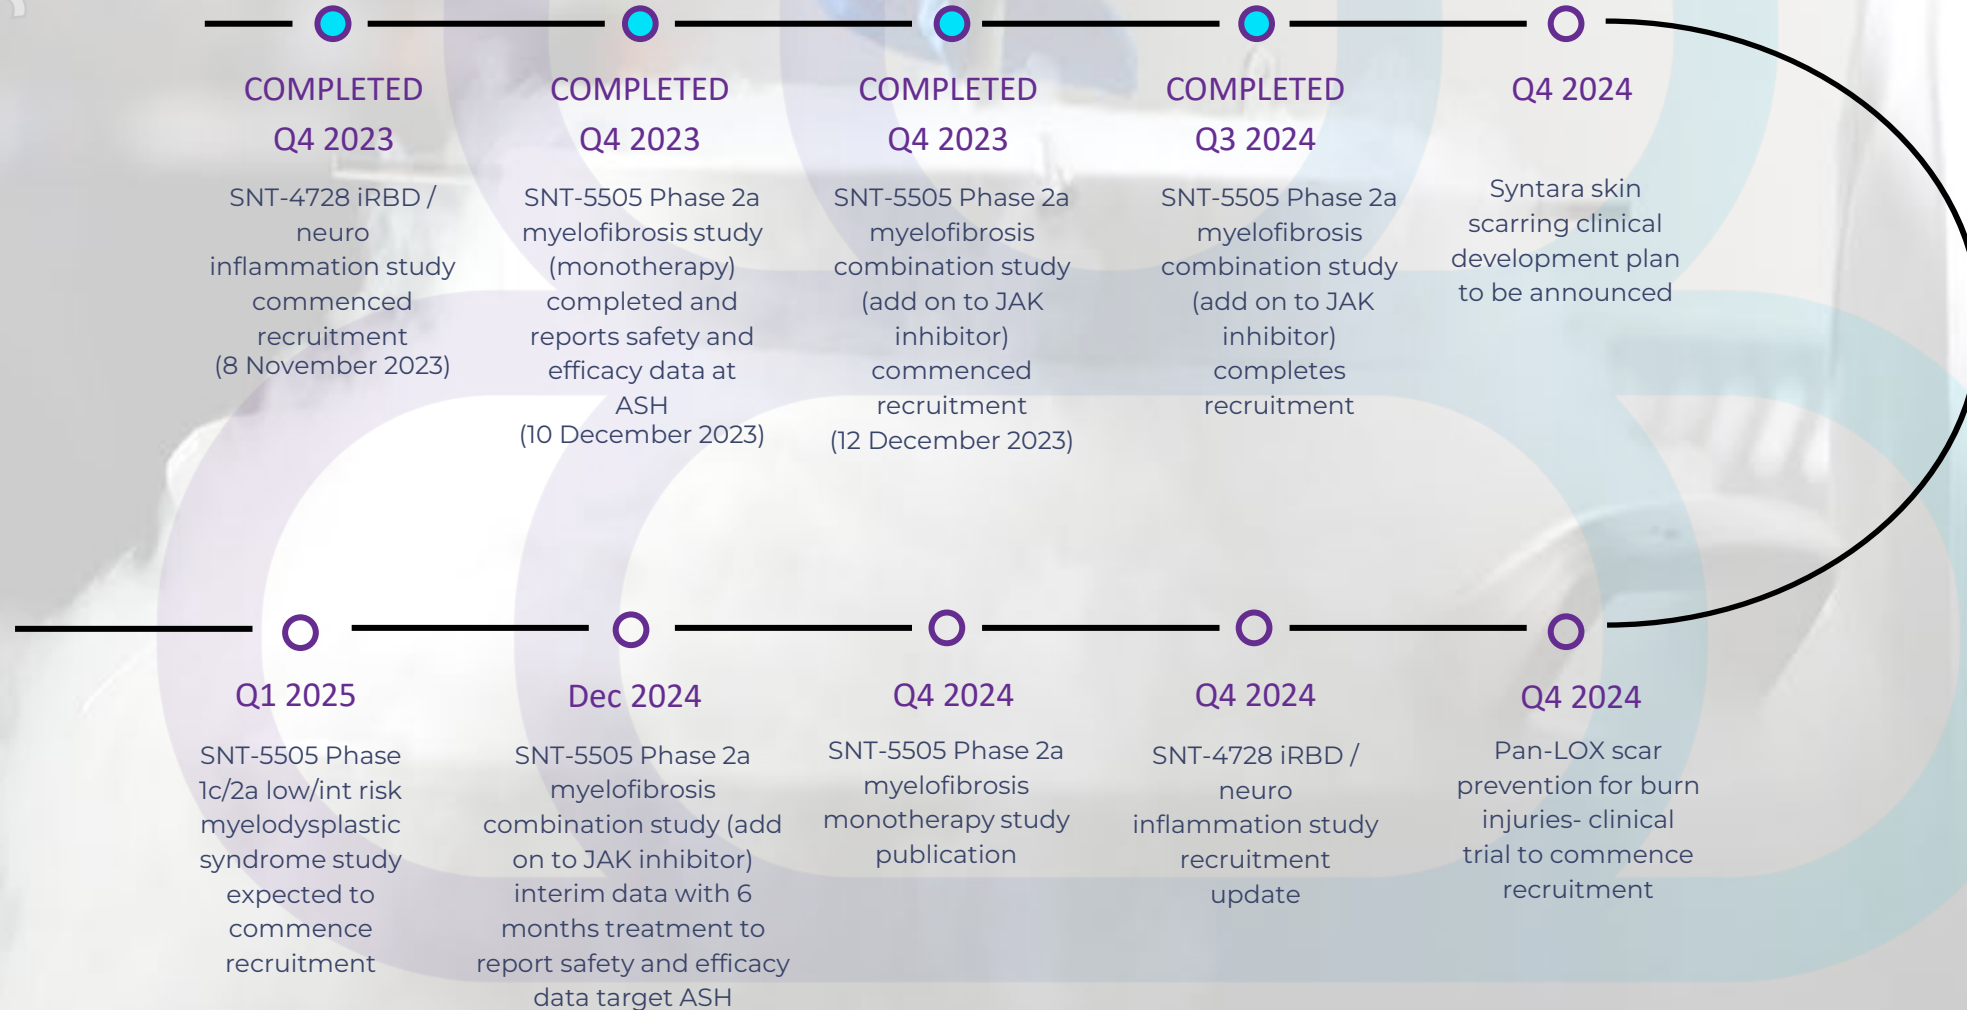 COMPLETED
Q4 2023
SNT-4728 iRBD /
neuro
inflammation study
commenced
recruitment
(8 November 2023)
COMPLETED
Q4 2023
SNT-5505 Phase 2a
myelofibrosis study
(monotherapy)
completed and
reports safety and
efficacy data at
ASH
(10 December 2023)
COMPLETED
Q4 2023
SNT-5505 Phase 2a
myelofibrosis
combination study
(add on to JAK
inhibitor)
commenced
recruitment
(12 December 2023)
COMPLETED
Q3 2024
SNT-5505 Phase 2a
myelofibrosis
combination study
(add on to JAK
inhibitor)
completes
recruitment
Q4 2024
Syntara skin
scarring clinical
development plan
to be announced
Q1 2025
SNT-5505 Phase
1c/2a low/int risk
myelodysplastic
syndrome study
expected to
commence
recruitment
Dec 2024
SNT-5505 Phase 2a
myelofibrosis
combination study (add
on to JAK inhibitor)
interim data with 6
months treatment to
report safety and efficacy
data target ASH
Q4 2024
SNT-5505 Phase 2a
myelofibrosis
monotherapy study
publication
Q4 2024
SNT-4728 iRBD /
neuro
inflammation study
recruitment
update
Q4 2024
Pan-LOX scar
prevention for burn
injuries- clinical
trial to commence
recruitment